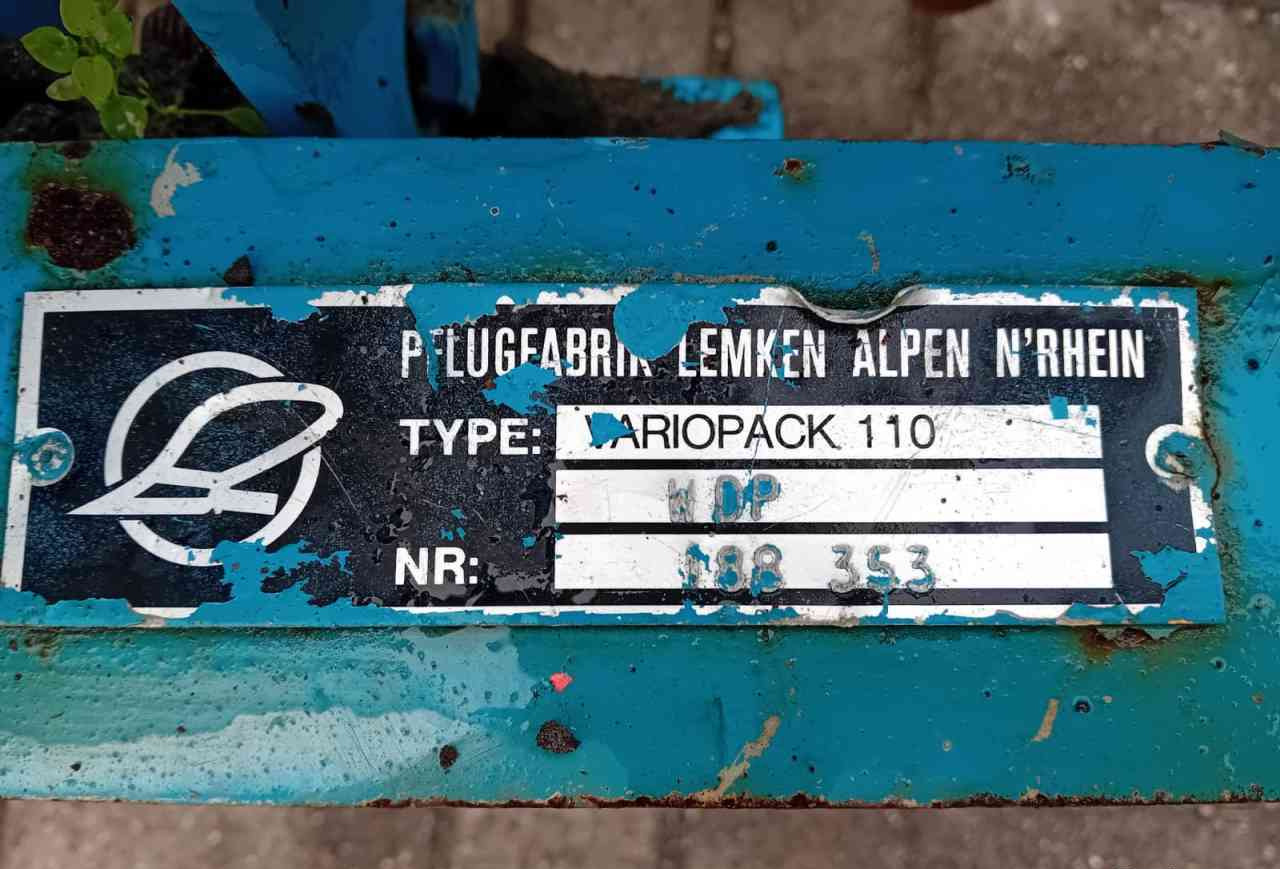 PFLUGFABRIK LEMKEN ALPEN N'RHEIN
TYPE: VARIOPACK 110
WDP
NR: 188 353